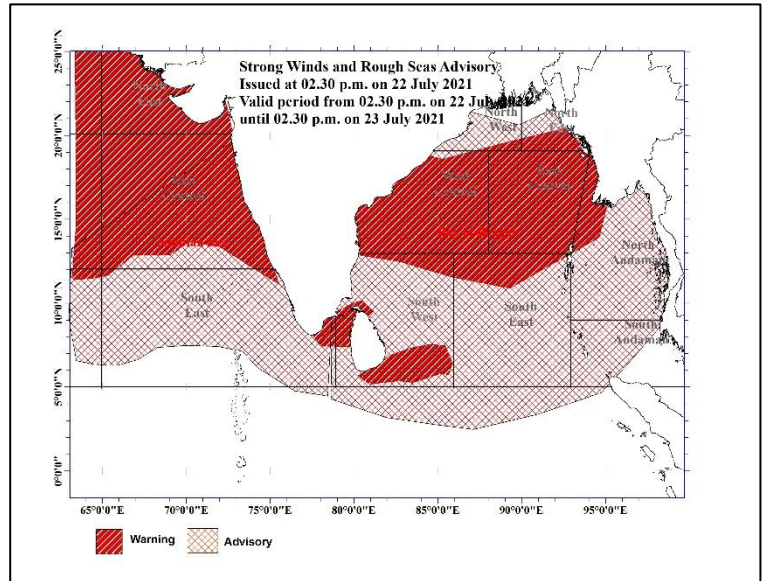 Strong Winds and Rough Seas Advisory
Issued at 02.30 p.m. on 22 July 2021
Valid period from 02.30 p.m. on 22 July 2021
until 02.30 p.m. on 23 July 2021
25°0'0"N
20°0'0"N
15°0'0"N
10°0'0"N
5°0'0"N
0°0'0"
North
East
North
West
North
East
West
Central
West
Central
East
Central
North
Andaman
South
East
South
West
South
East
South
Andaman
65°0'0"E
70°0'0"E
75°0'0"E
80°0'0"E
85°0'0"E
90°0'0"E
95°0'0"E
Warning
Advisory